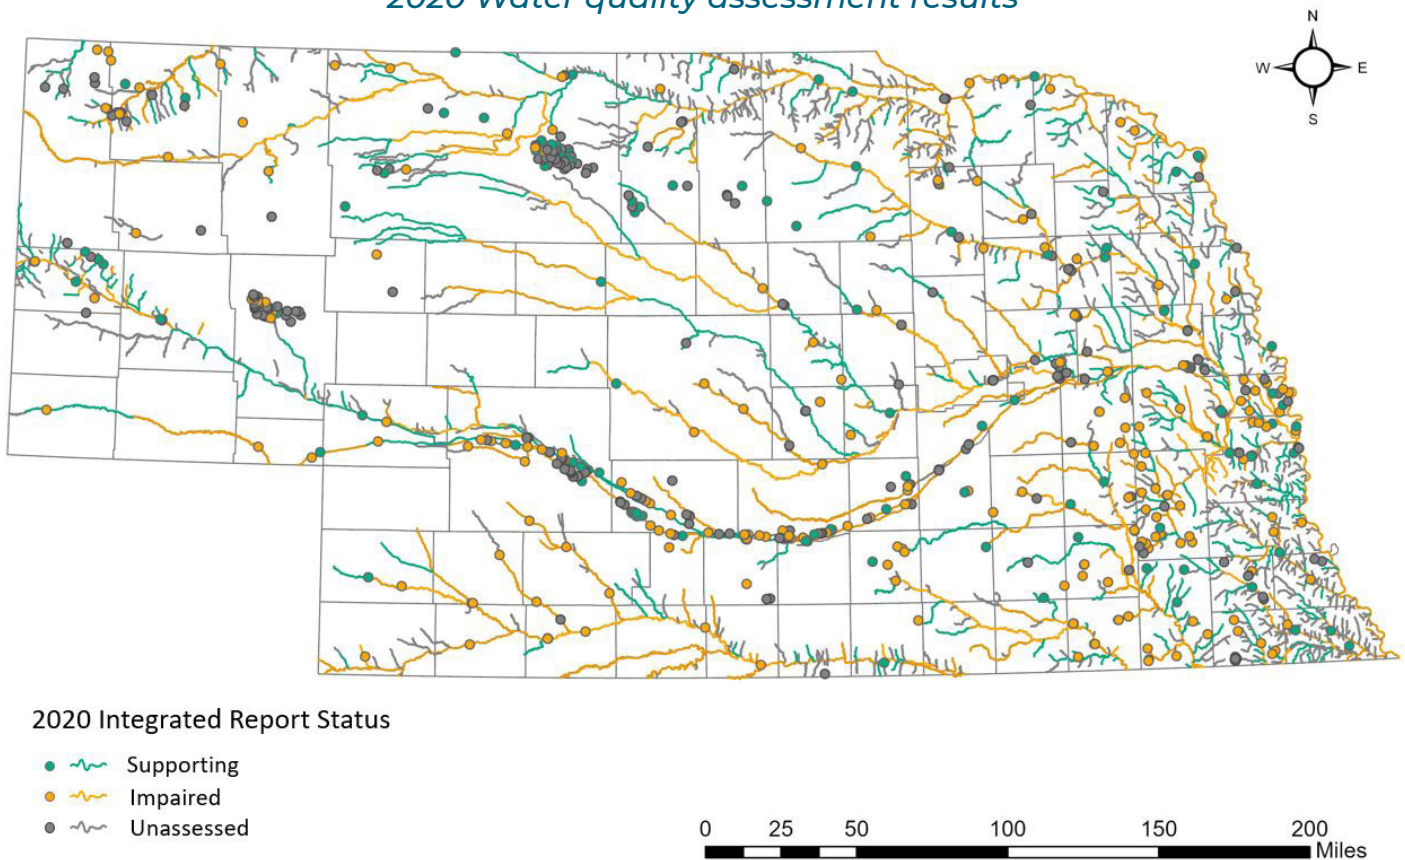 2020 Water quality assessment results
N
W E
S
2020 Integrated Report Status
Supporting
Impaired
Unassessed
0 25 50 100 150 200
Miles